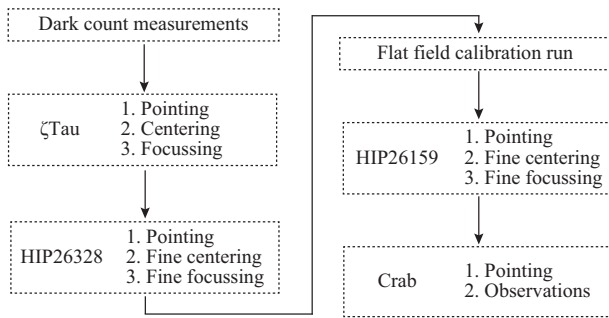 Dark count measurements
ζTau
1. Pointing
2. Centering
3. Focussing
HIP26328
1. Pointing
2. Fine centering
3. Fine focussing
Flat field calibration run
HIP26159
1. Pointing
2. Fine centering
3. Fine focussing
Crab
1. Pointing
2. Observations